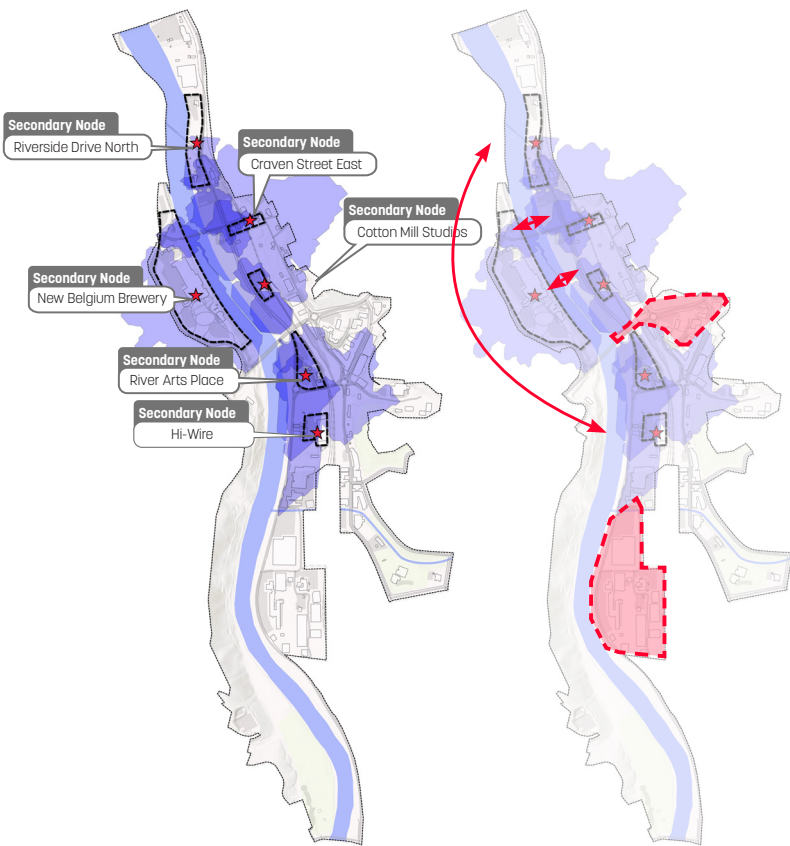 Secondary Node
Riverside Drive North
Secondary Node
Craven Street East
Secondary Node
Cotton Mill Studios
Secondary Node
New Belgium Brewery
Secondary Node
River Arts Place
Secondary Node
Hi-Wire